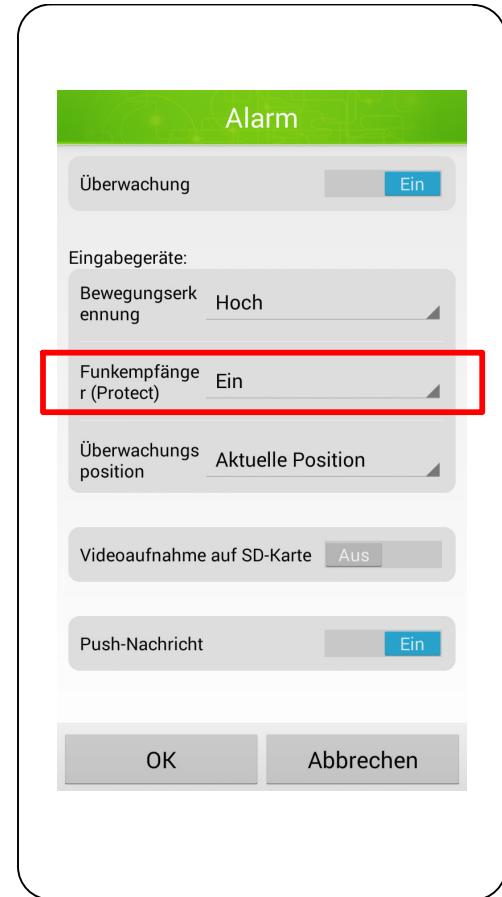 Alarm
Überwachung
Ein
Eingabegeräte:
Bewegungserk
ennung
Hoch
Funkempfänge
r (Protect)
Ein
Überwachungs
position
Aktuelle Position
Videoaufnahme auf SD-Karte
Aus
Push-Nachricht
Ein
OK
Abbrechen